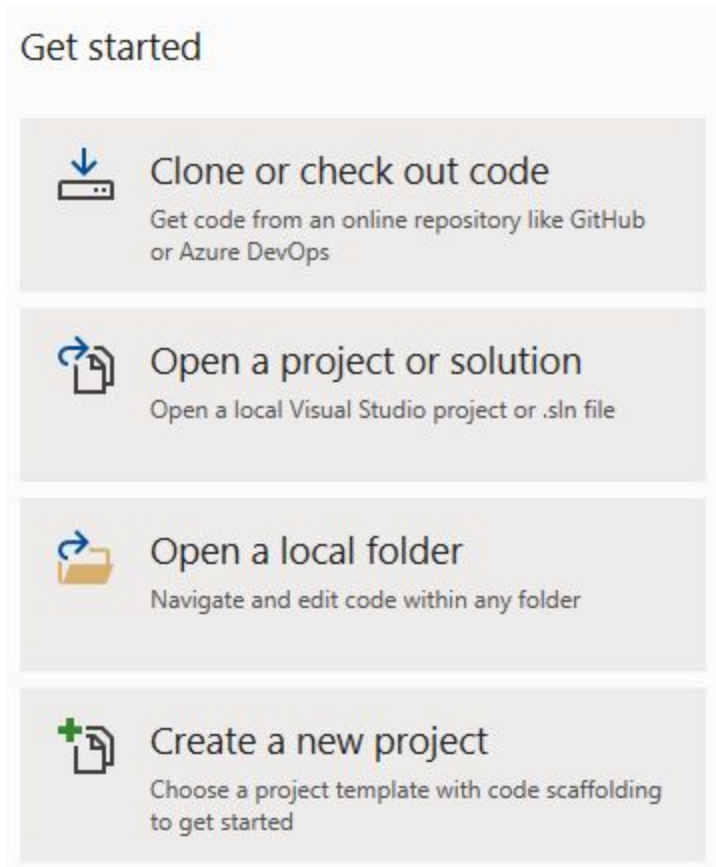 Get started
Clone or check out code
Get code from an online repository like GitHub
or Azure DevOps
Open a project or solution
Open a local Visual Studio project or .sln file
Open a local folder
Navigate and edit code within any folder
Create a new project
Choose a project template with code scaffolding
to get started